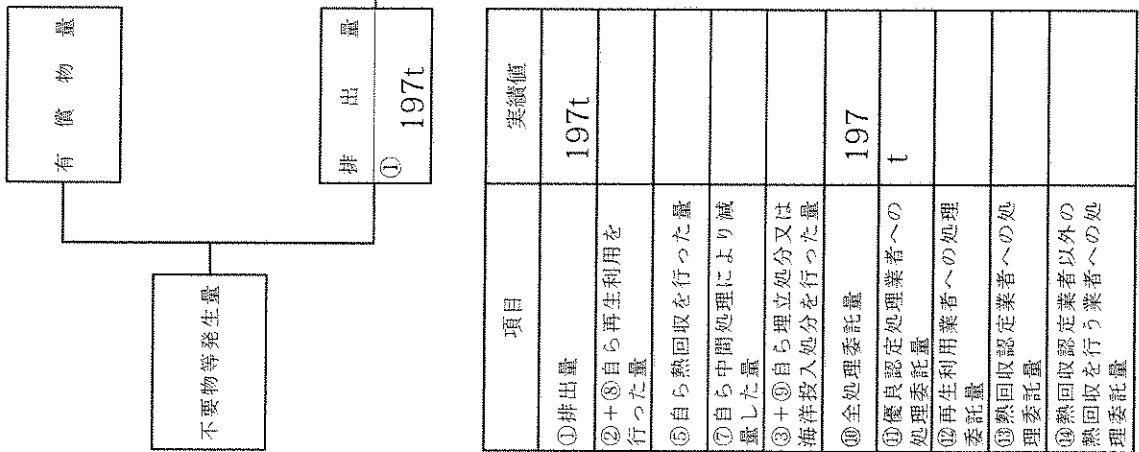 有償物量
不要物等発生量
排出量
①
197t
項目
実績値
①排出量
197t
②+⑧自ら再生利用を
行った量
⑤自ら熱回収を行った量
⑦自ら中間処理により減
量した量
③+⑨自ら埋立処分又は
海洋投入処分を行った量
⑩全処理委託量
197
⑪優良認定処理業者への
処理委託量
t
⑫再生利用業者への処理
委託量
⑬熱回収認定業者への処
理委託量
⑭熱回収認定業者以外の
熱回収を行う業者への処
理委託量